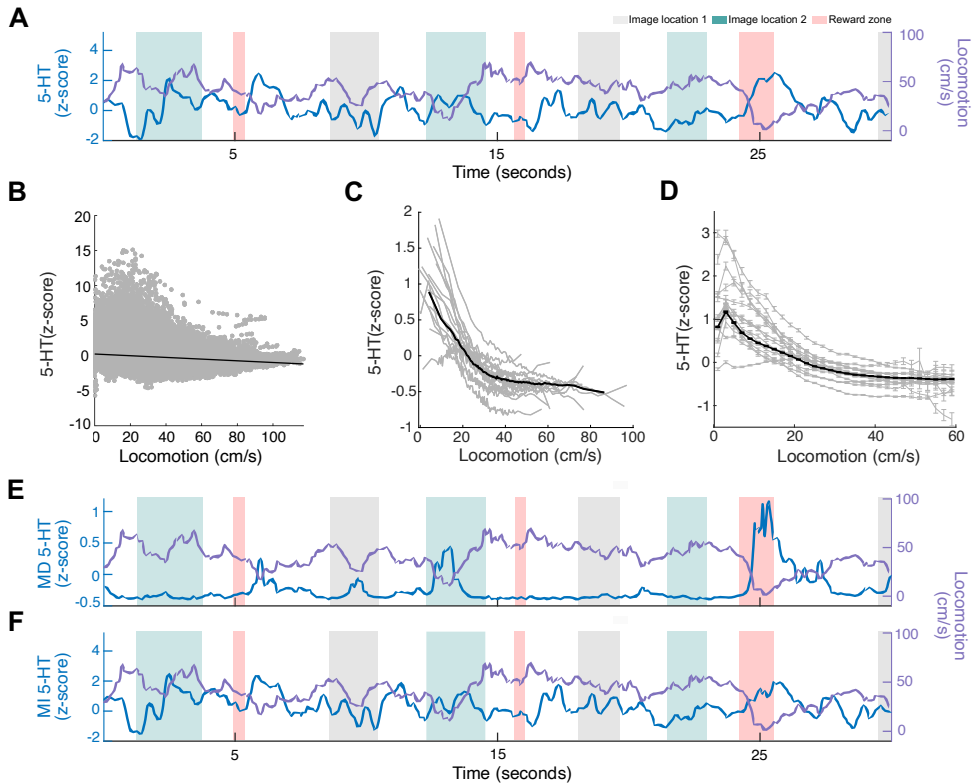 A
Image location 1 Image location 2 Reward zone
5-HT
(z-score)
4
2
0
-2
100
50
0
Locomotion
(cm/s)
5 15 25
Time (seconds)
B
5-HT(z-score)
20
15
10
5
0
-5
-10
0 20 40 60 80 100
Locomotion (cm/s)
C
5-HT(z-score)
2
1.5
1
0.5
0
-0.5
-1
0 20 40 60 80 100
Locomotion (cm/s)
D
5-HT(z-score)
3
2
1
0
-1
0 20 40 60
Locomotion (cm/s)
E
MD 5-HT
(z-score)
1
0.5
0
-0.5
100
50
0
5 15 25
Locomotion
(cm/s)
F
MI 5-HT
(z-score)
4
2
0
-2
100
50
0
5 15 25
Time (seconds)